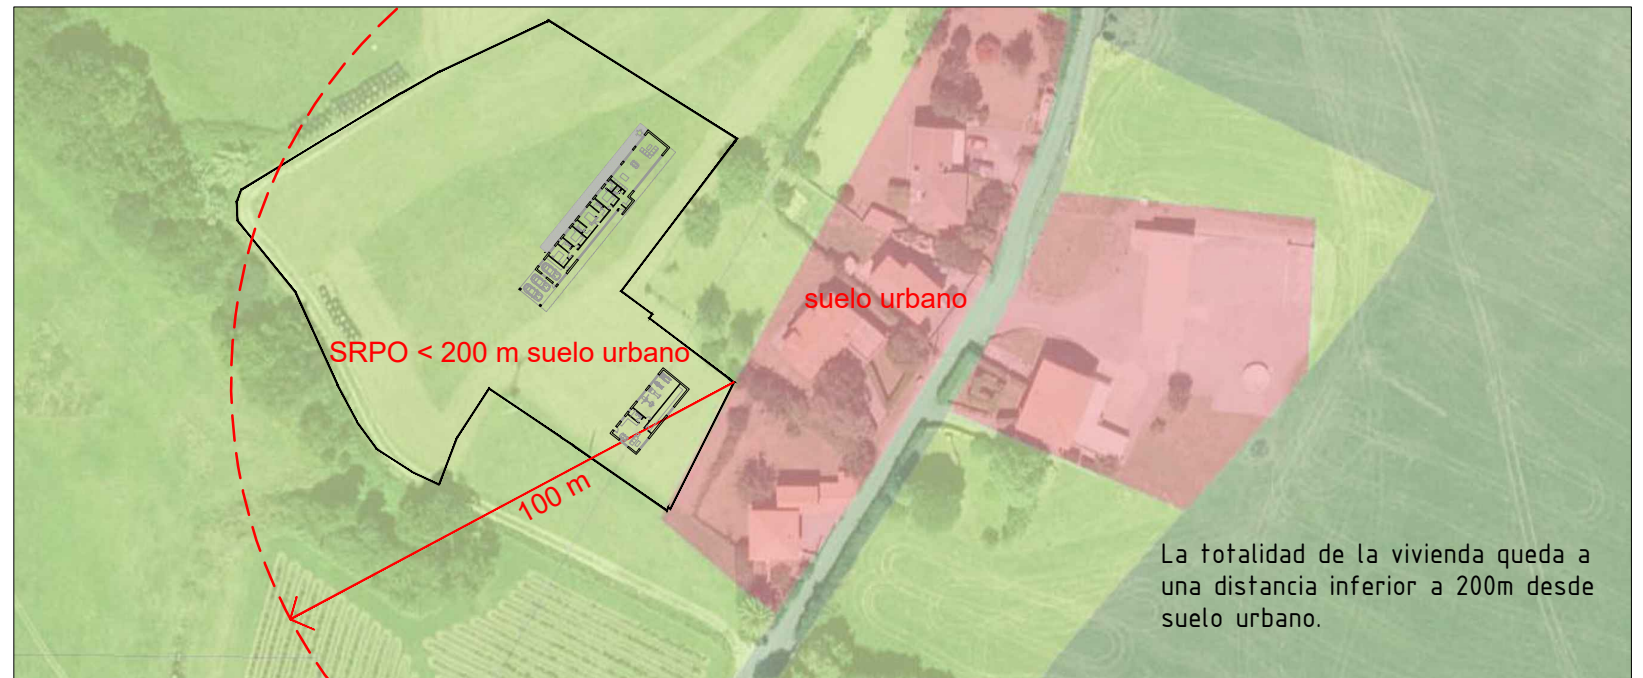 suelo urbano
SRPO < 200 m suelo urbano
100 m
La totalidad de la vivienda queda a
una distancia inferior a 200m desde
suelo urbano.